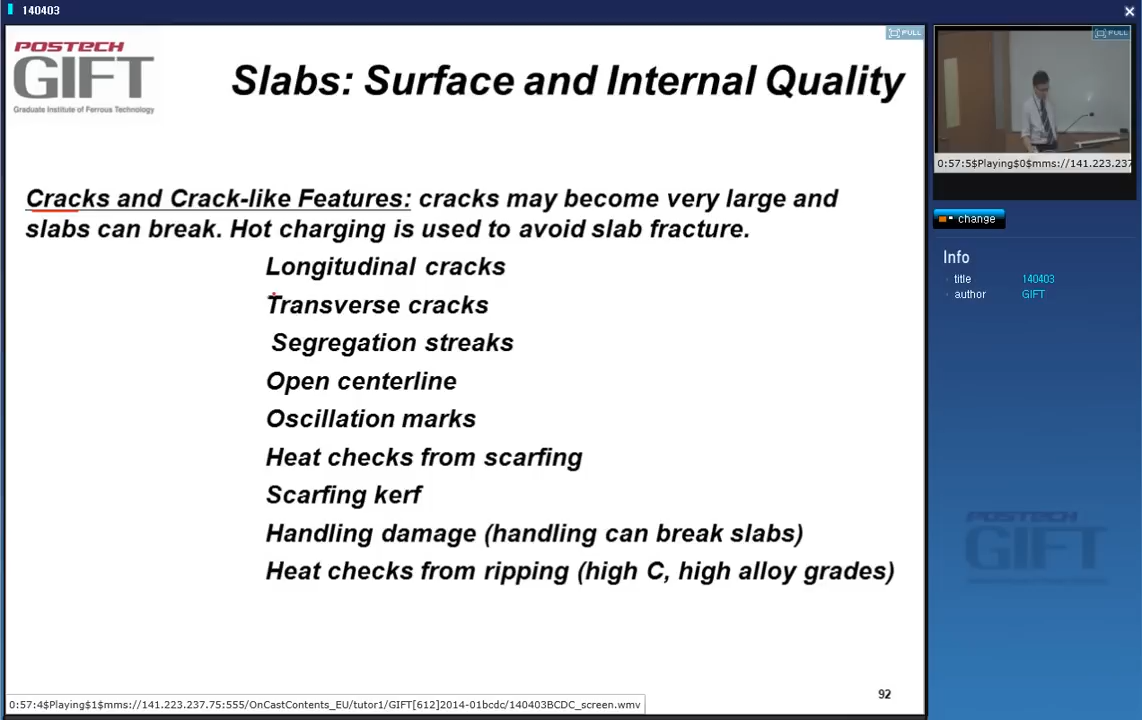 140403
POSTECH
GIFT
Graduate Institute of Ferrous Technology
Slabs: Surface and Internal Quality
FULL
Cracks and Crack-like Features: cracks may become very large and
slabs can break. Hot charging is used to avoid slab fracture.
Longitudinal cracks
Transverse cracks
Segregation streaks
Open centerline
Oscillation marks
Heat checks from scarfing
Scarfing kerf
Handling damage (handling can break slabs)
Heat checks from ripping (high C, high alloy grades)
92
0:57:4$Playing$1$mms://141.223.237.75:555/OnCastContents_EU/tutor1/GIFT[612]2014-01bcdc/140403BCDC_screen.wmv
FULL
0:57:5$Playing$0$mms://141.223.237
change
Info
title 140403
author GIFT
POSTECH
GIFT